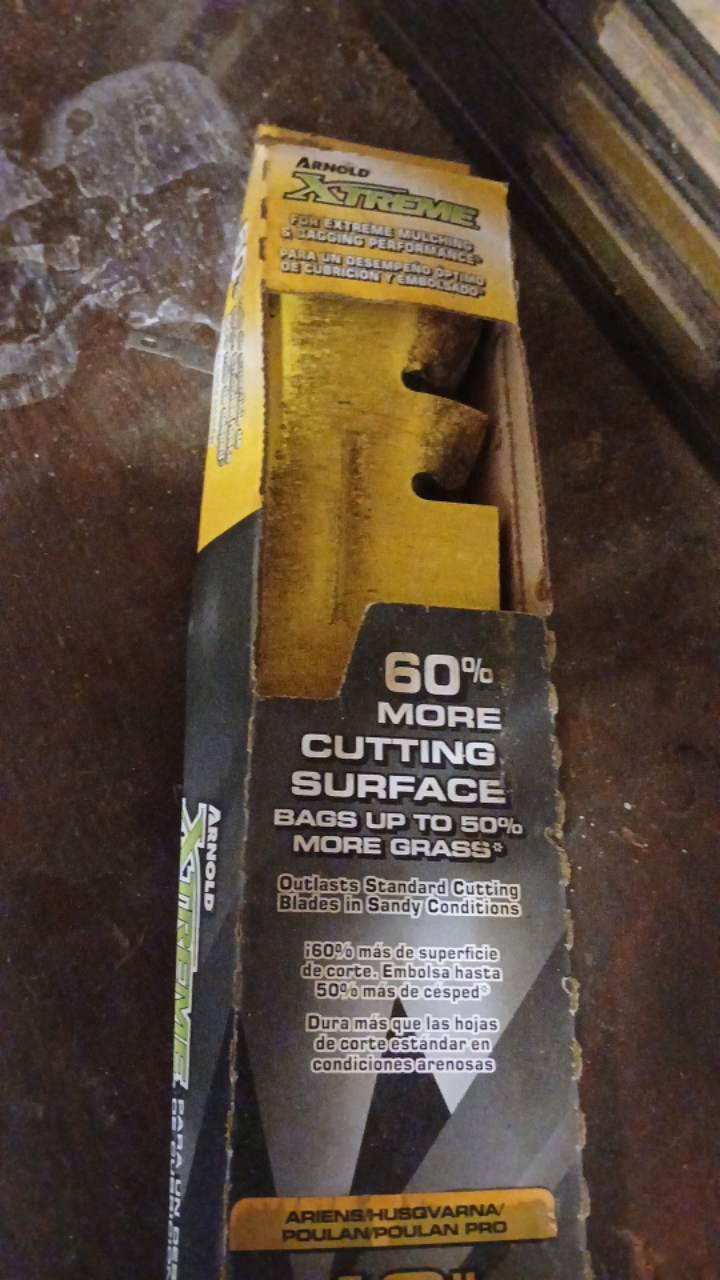 ARNOLD
XTREME
FOR EXTREME MULCHING
& BAGGING PERFORMANCE*
PARA UN DESEMPEÑO ÓPTIMO
DE CUBRICIÓN Y EMBOLSADO*
60%
MORE
CUTTING
SURFACE
BAGS UP TO 50%
MORE GRASS*
Outlasts Standard Cutting
Blades in Sandy Conditions
¡60% más de superficie
de corte. Embolsa hasta
50% más de césped*
Dura más que las hojas
de corte estándar en
condiciones arenosas
ARIENS/HUSQVARNA/
POULAN/POULAN PRO
ARNOLD
XTREME
PARA UN